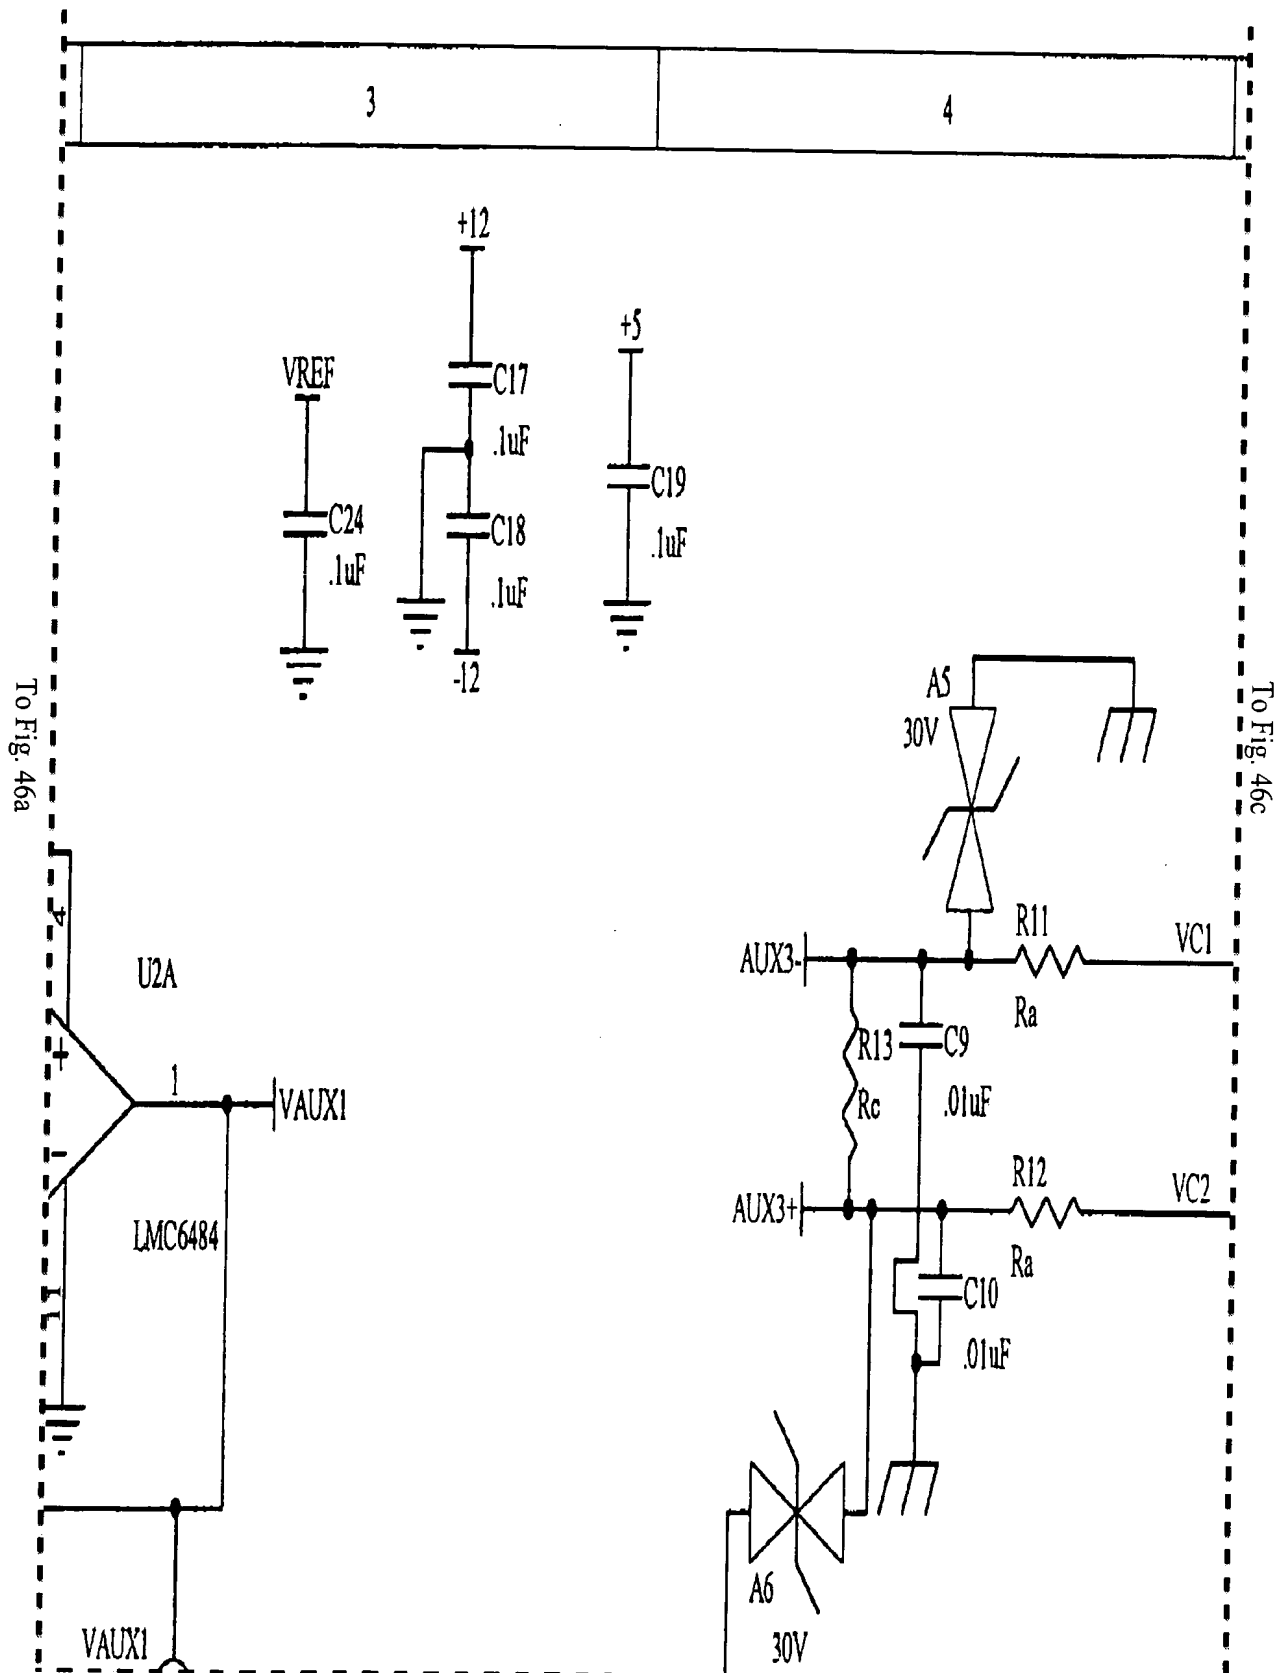 3
4
+12
+5
VREF
C17
.1uF
C19
C24
C18
.1uF
.1uF
.1uF
-12
To Fig. 46a
To Fig. 46c
A5
30V
4
R11
VC1
AUX3-
U2A
+
Ra
R13
C9
1
VAUX1
Rc
.01uF
-
R12
VC2
AUX3+
LMC6484
Ra
11
C10
.01uF
A6
VAUX1
30V